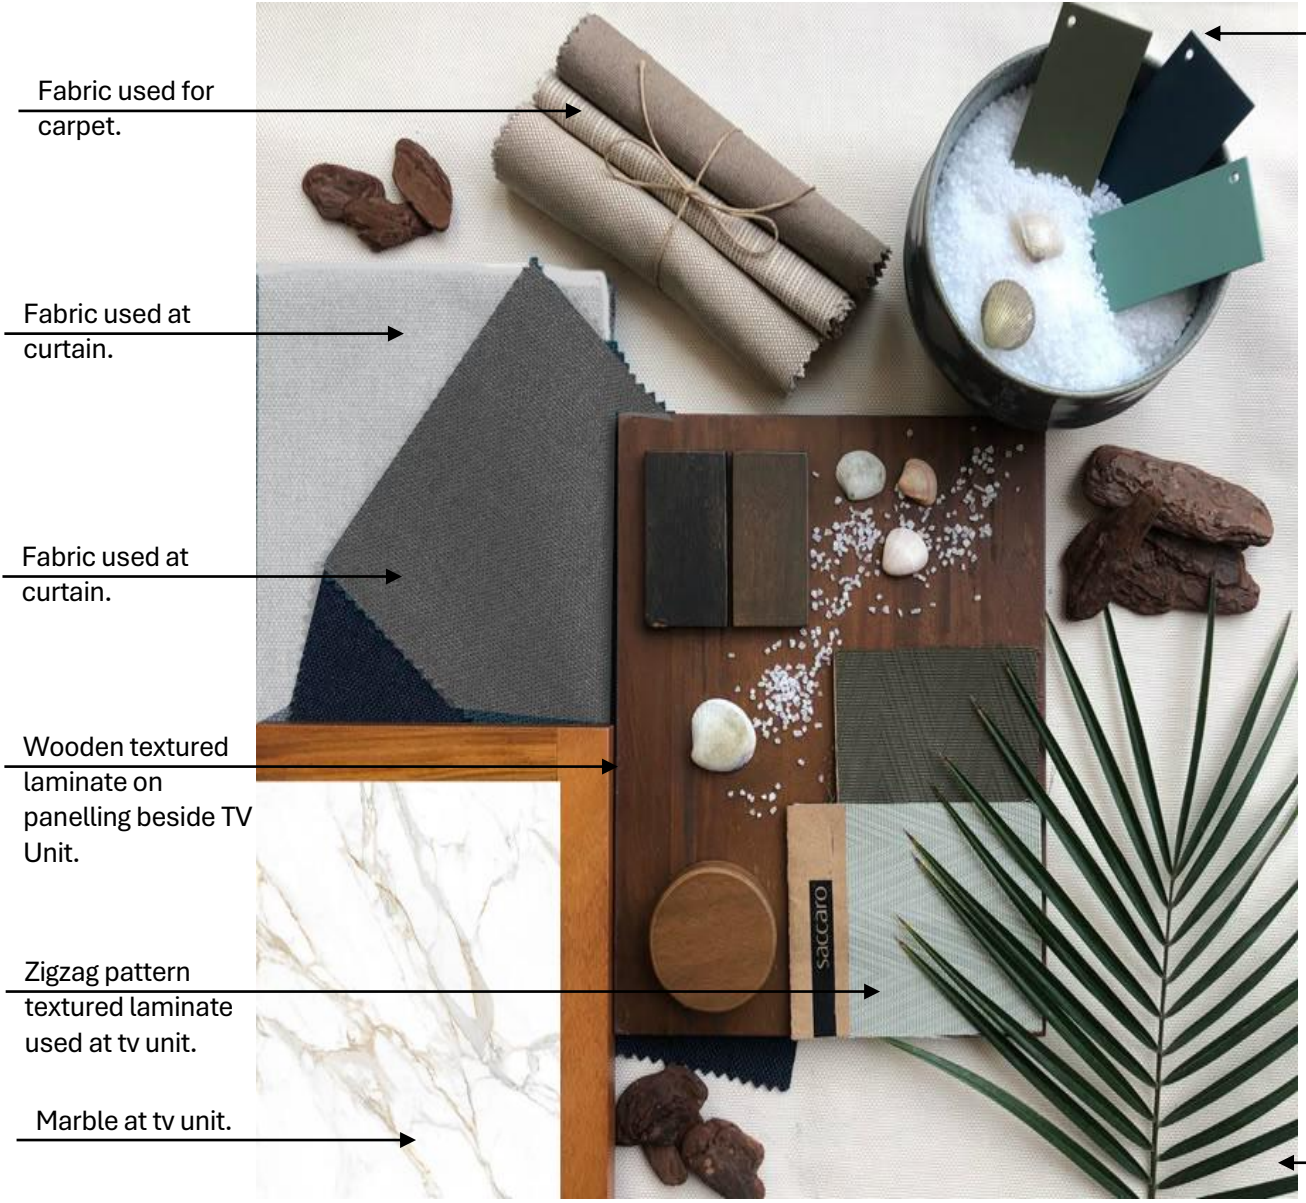 Fabric used for
carpet.
Fabric used at
curtain.
Fabric used at
curtain.
Wooden textured
laminate on
panelling beside TV
Unit.
saccaro
Zigzag pattern
textured laminate
used at tv unit.
Marble at tv unit.